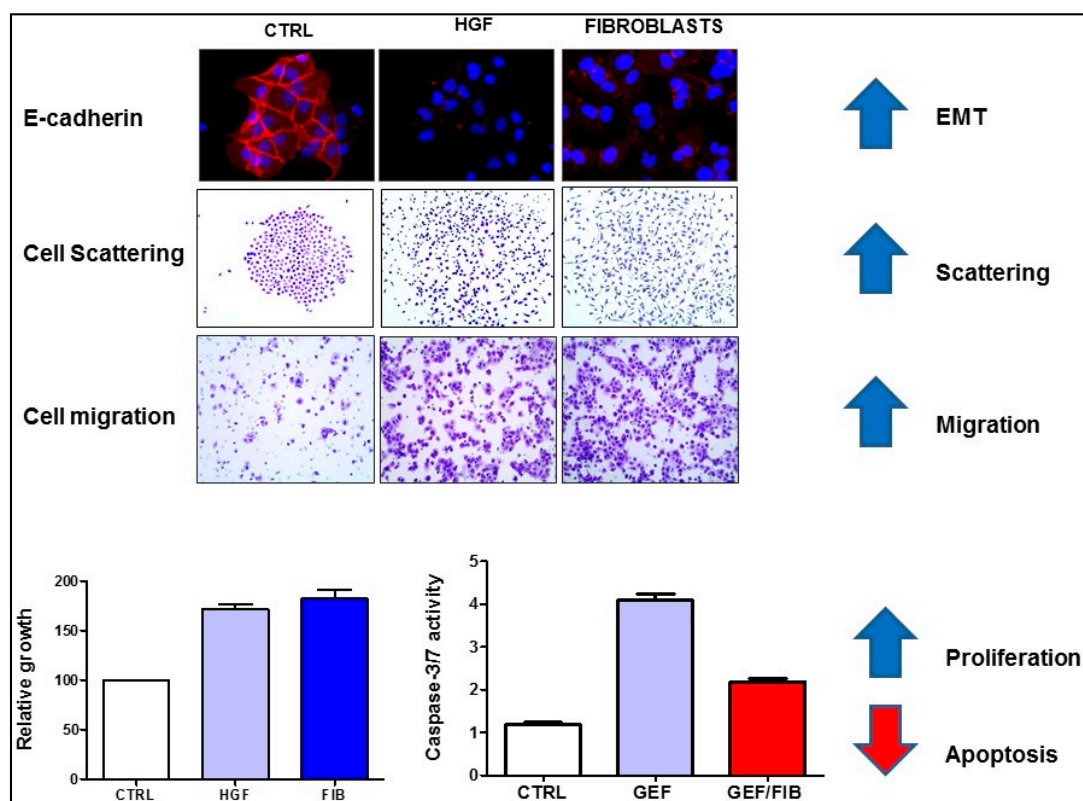 CTRL HGF FIBROBLASTS
E-cadherin
EMT
Cell Scattering
Scattering
Cell migration
Migration
Relative growth
200
150
100
50
0
CTRL HGF FIB
Caspase-3/7 activity
5
4
3
2
1
0
CTRL GEF GEF/FIB
Proliferation
Apoptosis